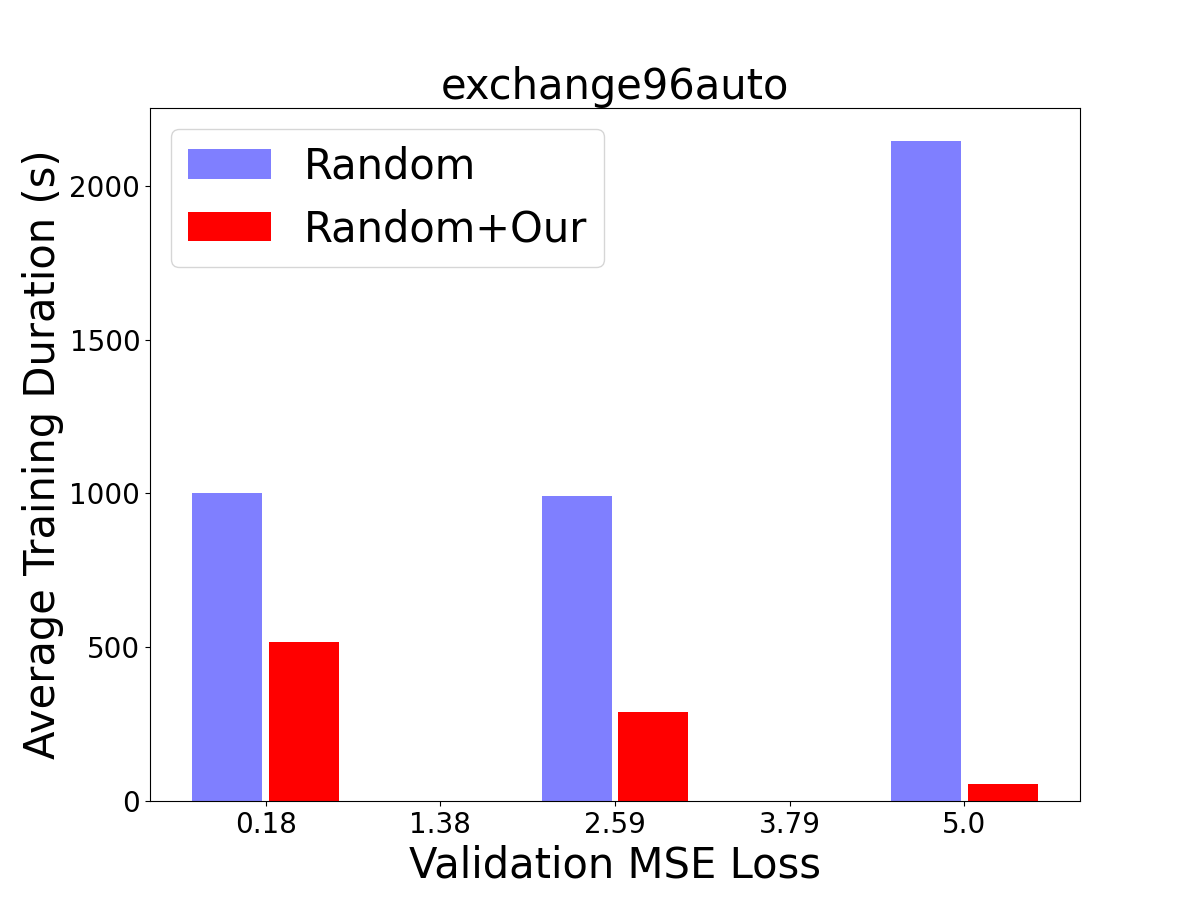 exchange96auto
Random
Random+Our
Average Training Duration (s)
2000
1500
1000
500
0
0.18
1.38
2.59
3.79
5.0
Validation MSE Loss